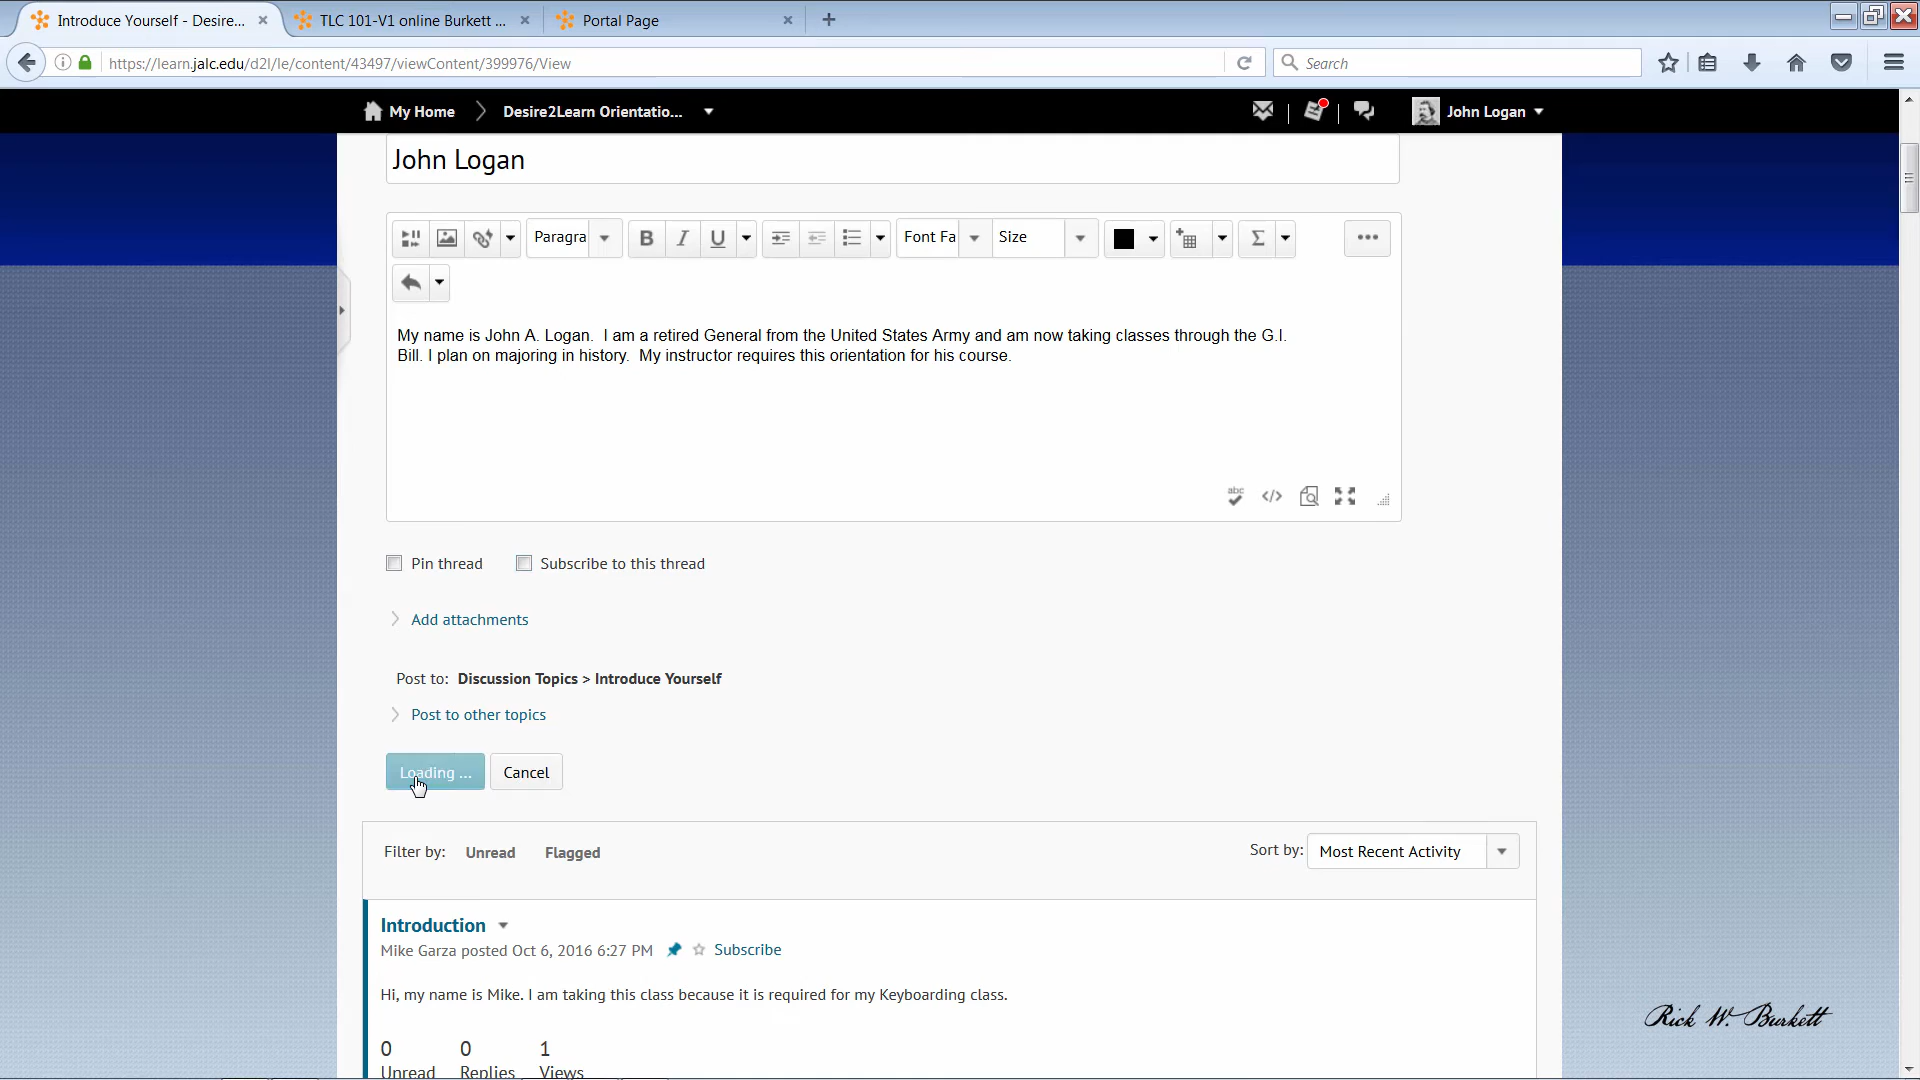 Introduce Yourself - Desire...
TLC 101-V1 online Burkett ...
Portal Page
https://learn.jalc.edu/d2l/le/content/43497/viewContent/399976/View
Search
My Home
Desire2Learn Orientatio...
John Logan
John Logan
Paragra
B
I
U
Font Fa
Size
Σ
My name is John A. Logan.  I am a retired General from the United States Army and am now taking classes through the G.I.
Bill. I plan on majoring in history.  My instructor requires this orientation for his course.
abc
</>
Pin thread
Subscribe to this thread
Add attachments
Post to: Discussion Topics > Introduce Yourself
Post to other topics
Loading ...
Cancel
Filter by:
Unread
Flagged
Sort by:
Most Recent Activity
Introduction
Mike Garza posted Oct 6, 2016 6:27 PM
Subscribe
Hi, my name is Mike. I am taking this class because it is required for my Keyboarding class.
Rick W. Burkett
0 0 1
Unread Replies Views